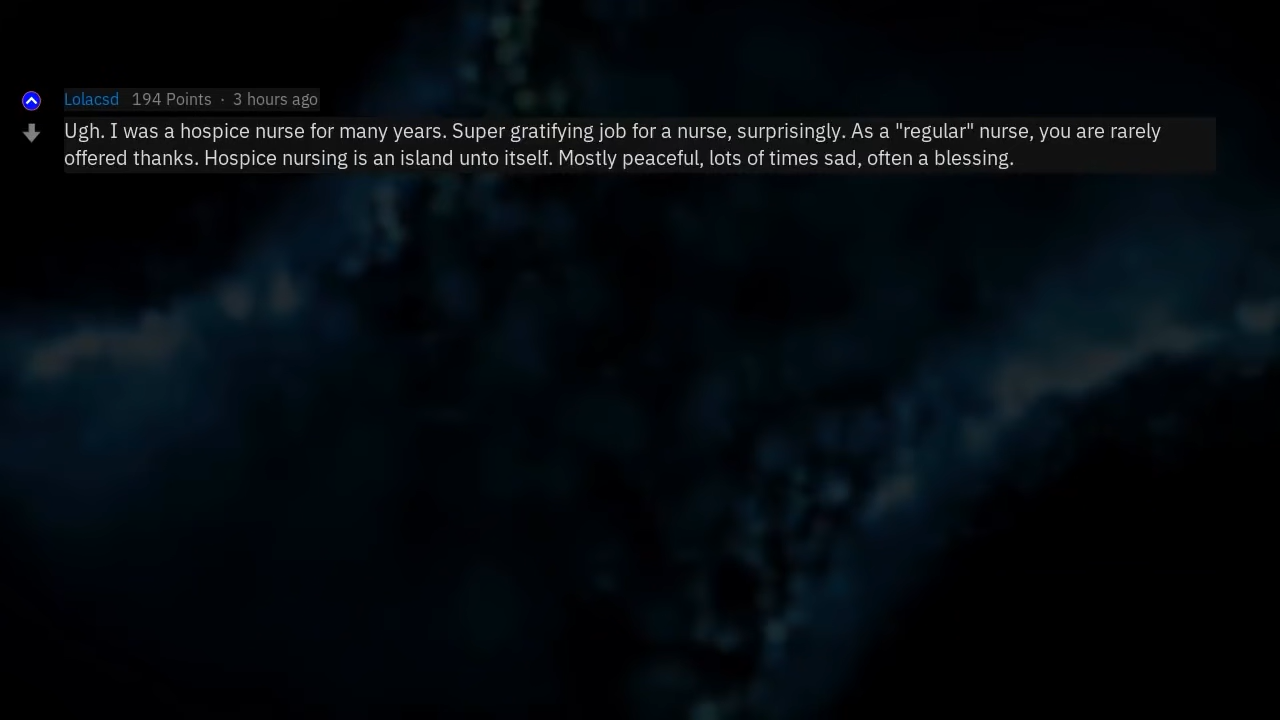 Lolacsd 194 Points · 3 hours ago
Ugh. I was a hospice nurse for many years. Super gratifying job for a nurse, surprisingly. As a "regular" nurse, you are rarely
offered thanks. Hospice nursing is an island unto itself. Mostly peaceful, lots of times sad, often a blessing.